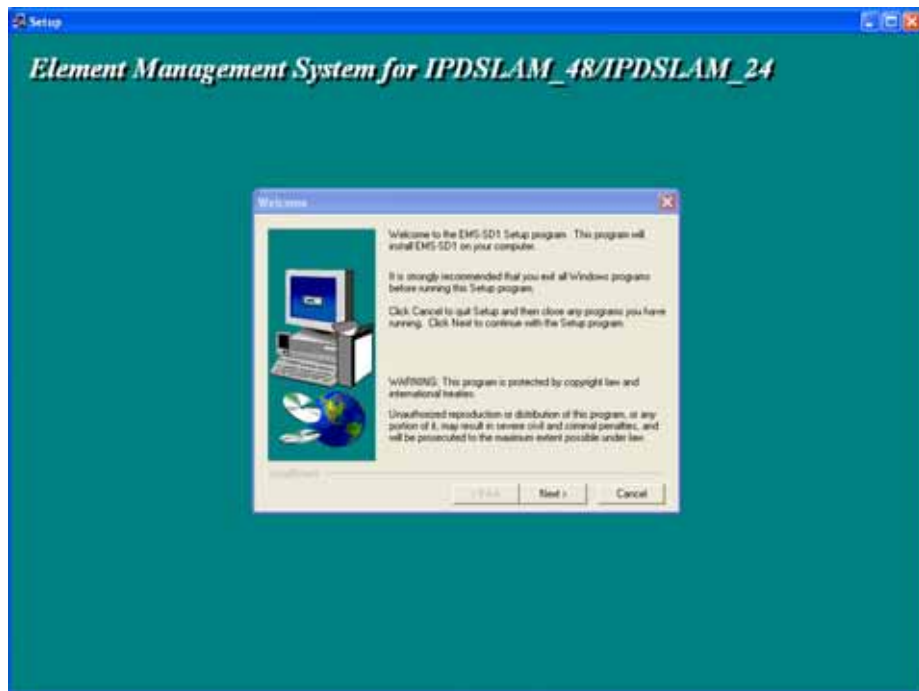 Setup
Element Management System for IPDSLAM_48/IPDSLAM_24
Welcome
Welcome to the EMS-SD1 Setup program. This program will
install EMS-SD1 on your computer.
It is strongly recommended that you exit all Windows programs
before running this Setup program.
Click Cancel to quit Setup and then close any programs you have
running. Click Next to continue with the Setup program.
WARNING: This program is protected by copyright law and
international treaties.
Unauthorized reproduction or distribution of this program, or any
portion of it, may result in severe civil and criminal penalties, and
will be prosecuted to the maximum extent possible under law.
< Back Next > Cancel